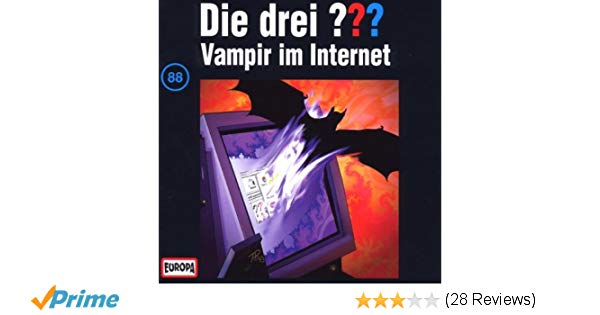 Die drei ???
Vampir im Internet
88
EUROPA
Prime
(28 Reviews)